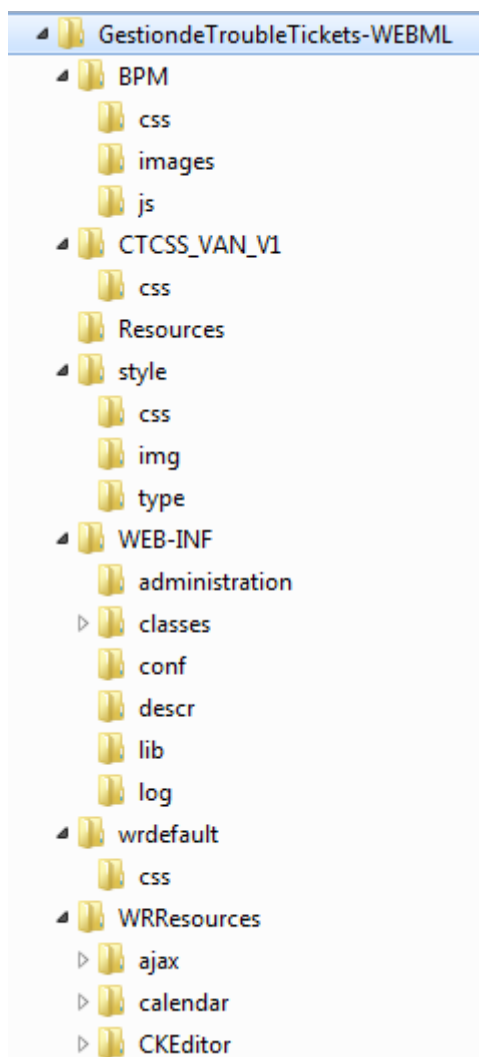 GestiondeTroubleTickets-WEBML
BPM
css
images
js
CTCSS_VAN_V1
css
Resources
style
css
img
type
WEB-INF
administration
classes
conf
descr
lib
log
wrdefault
css
WRResources
ajax
calendar
CKEditor